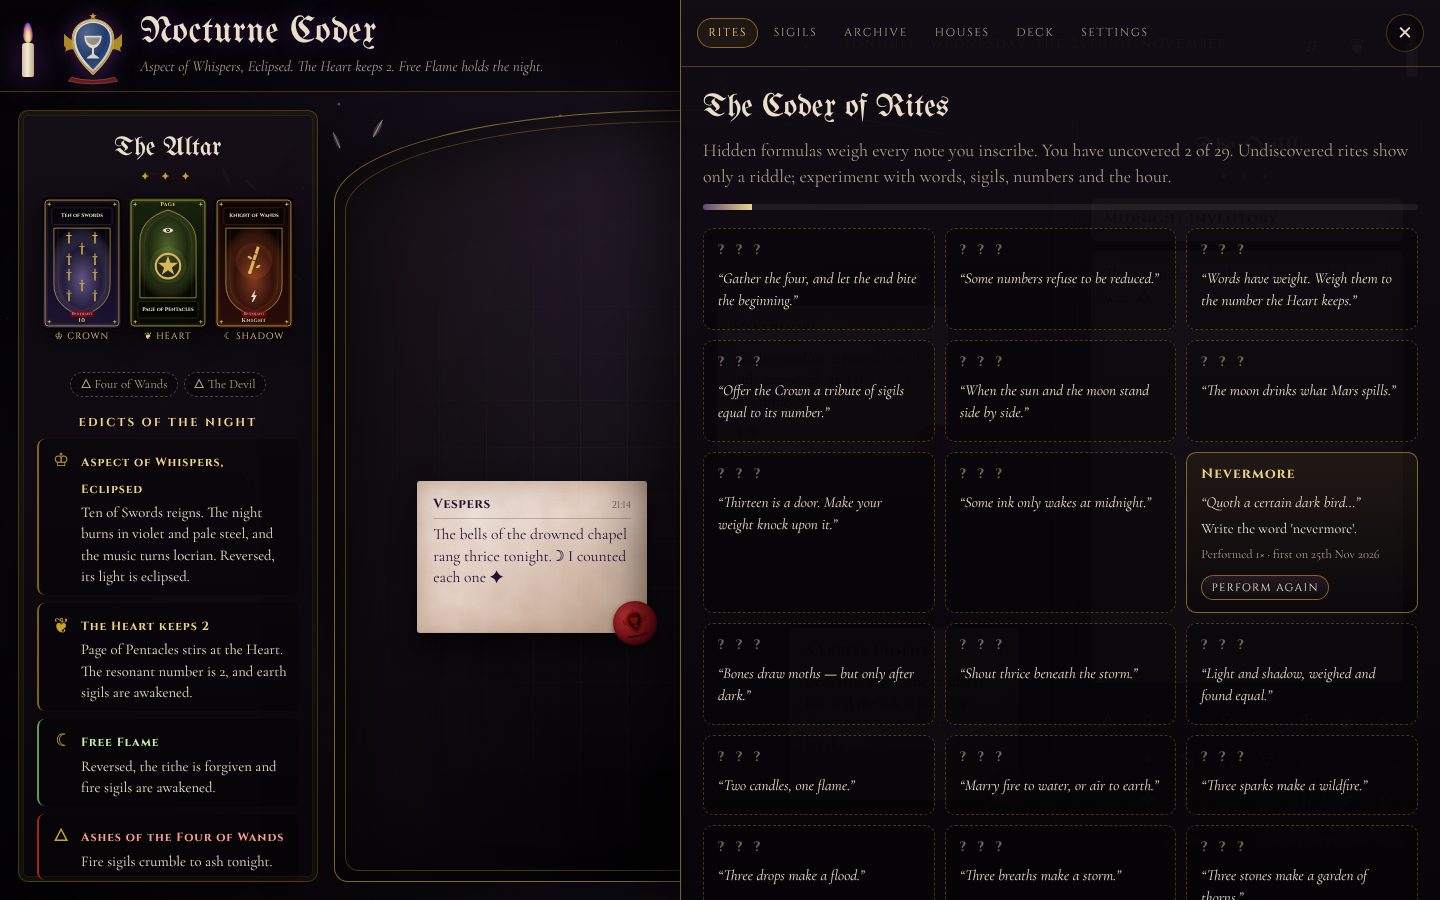 Nocturne Codex
Aspect of Whispers, Eclipsed. The Heart keeps 2. Free Flame holds the night.
The Altar
Ten of Swords
Page
Knight of Wands
Reversed
10
Page of Pentacles
Reversed
Knight
CROWN
HEART
SHADOW
Four of Wands
The Devil
EDICTS OF THE NIGHT
Aspect of Whispers,
Eclipsed
Ten of Swords reigns. The night
burns in violet and pale steel, and
the music turns locrian. Reversed,
its light is eclipsed.
The Heart keeps 2
Page of Pentacles stirs at the Heart.
The resonant number is 2, and earth
sigils are awakened.
Free Flame
Reversed, the tithe is forgiven and
fire sigils are awakened.
Ashes of the Four of Wands
Fire sigils crumble to ash tonight.
Vespers
21:14
The bells of the drowned chapel
rang thrice tonight. ☽ I counted
each one ✦
RITES
SIGILS
ARCHIVE
HOUSES
DECK
SETTINGS
✕
The Codex of Rites
Hidden formulas weigh every note you inscribe. You have uncovered 2 of 29. Undiscovered rites show
only a riddle; experiment with words, sigils, numbers and the hour.
? ? ?
“Gather the four, and let the end bite
the beginning.”
? ? ?
“Some numbers refuse to be reduced.”
? ? ?
“Words have weight. Weigh them to
the number the Heart keeps.”
? ? ?
“Offer the Crown a tribute of sigils
equal to its number.”
? ? ?
“When the sun and the moon stand
side by side.”
? ? ?
“The moon drinks what Mars spills.”
? ? ?
“Thirteen is a door. Make your
weight knock upon it.”
? ? ?
“Some ink only wakes at midnight.”
Nevermore
“Quoth a certain dark bird…”
Write the word 'nevermore'.
Performed 1× · first on 25th Nov 2026
PERFORM AGAIN
? ? ?
“Bones draw moths — but only after
dark.”
? ? ?
“Shout thrice beneath the storm.”
? ? ?
“Light and shadow, weighed and
found equal.”
? ? ?
“Two candles, one flame.”
? ? ?
“Marry fire to water, or air to earth.”
? ? ?
“Three sparks make a wildfire.”
? ? ?
“Three drops make a flood.”
? ? ?
“Three breaths make a storm.”
? ? ?
“Three stones make a garden of
thorns.”
Midnight Inventory